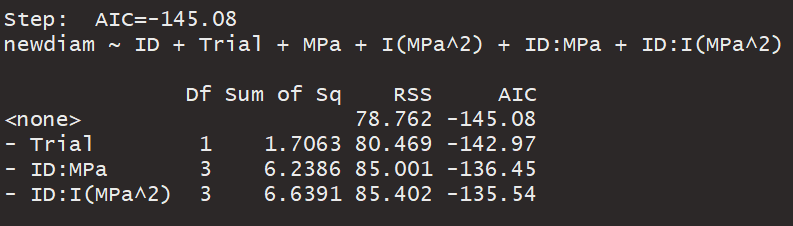 Step:  AIC=-145.08
newdiam ~ ID + Trial + MPa + I(MPa^2) + ID:MPa + ID:I(MPa^2)
              Df Sum of Sq    RSS     AIC
<none>                     78.762 -145.08
- Trial        1    1.7063 80.469 -142.97
- ID:MPa       3    6.2386 85.001 -136.45
- ID:I(MPa^2)  3    6.6391 85.402 -135.54